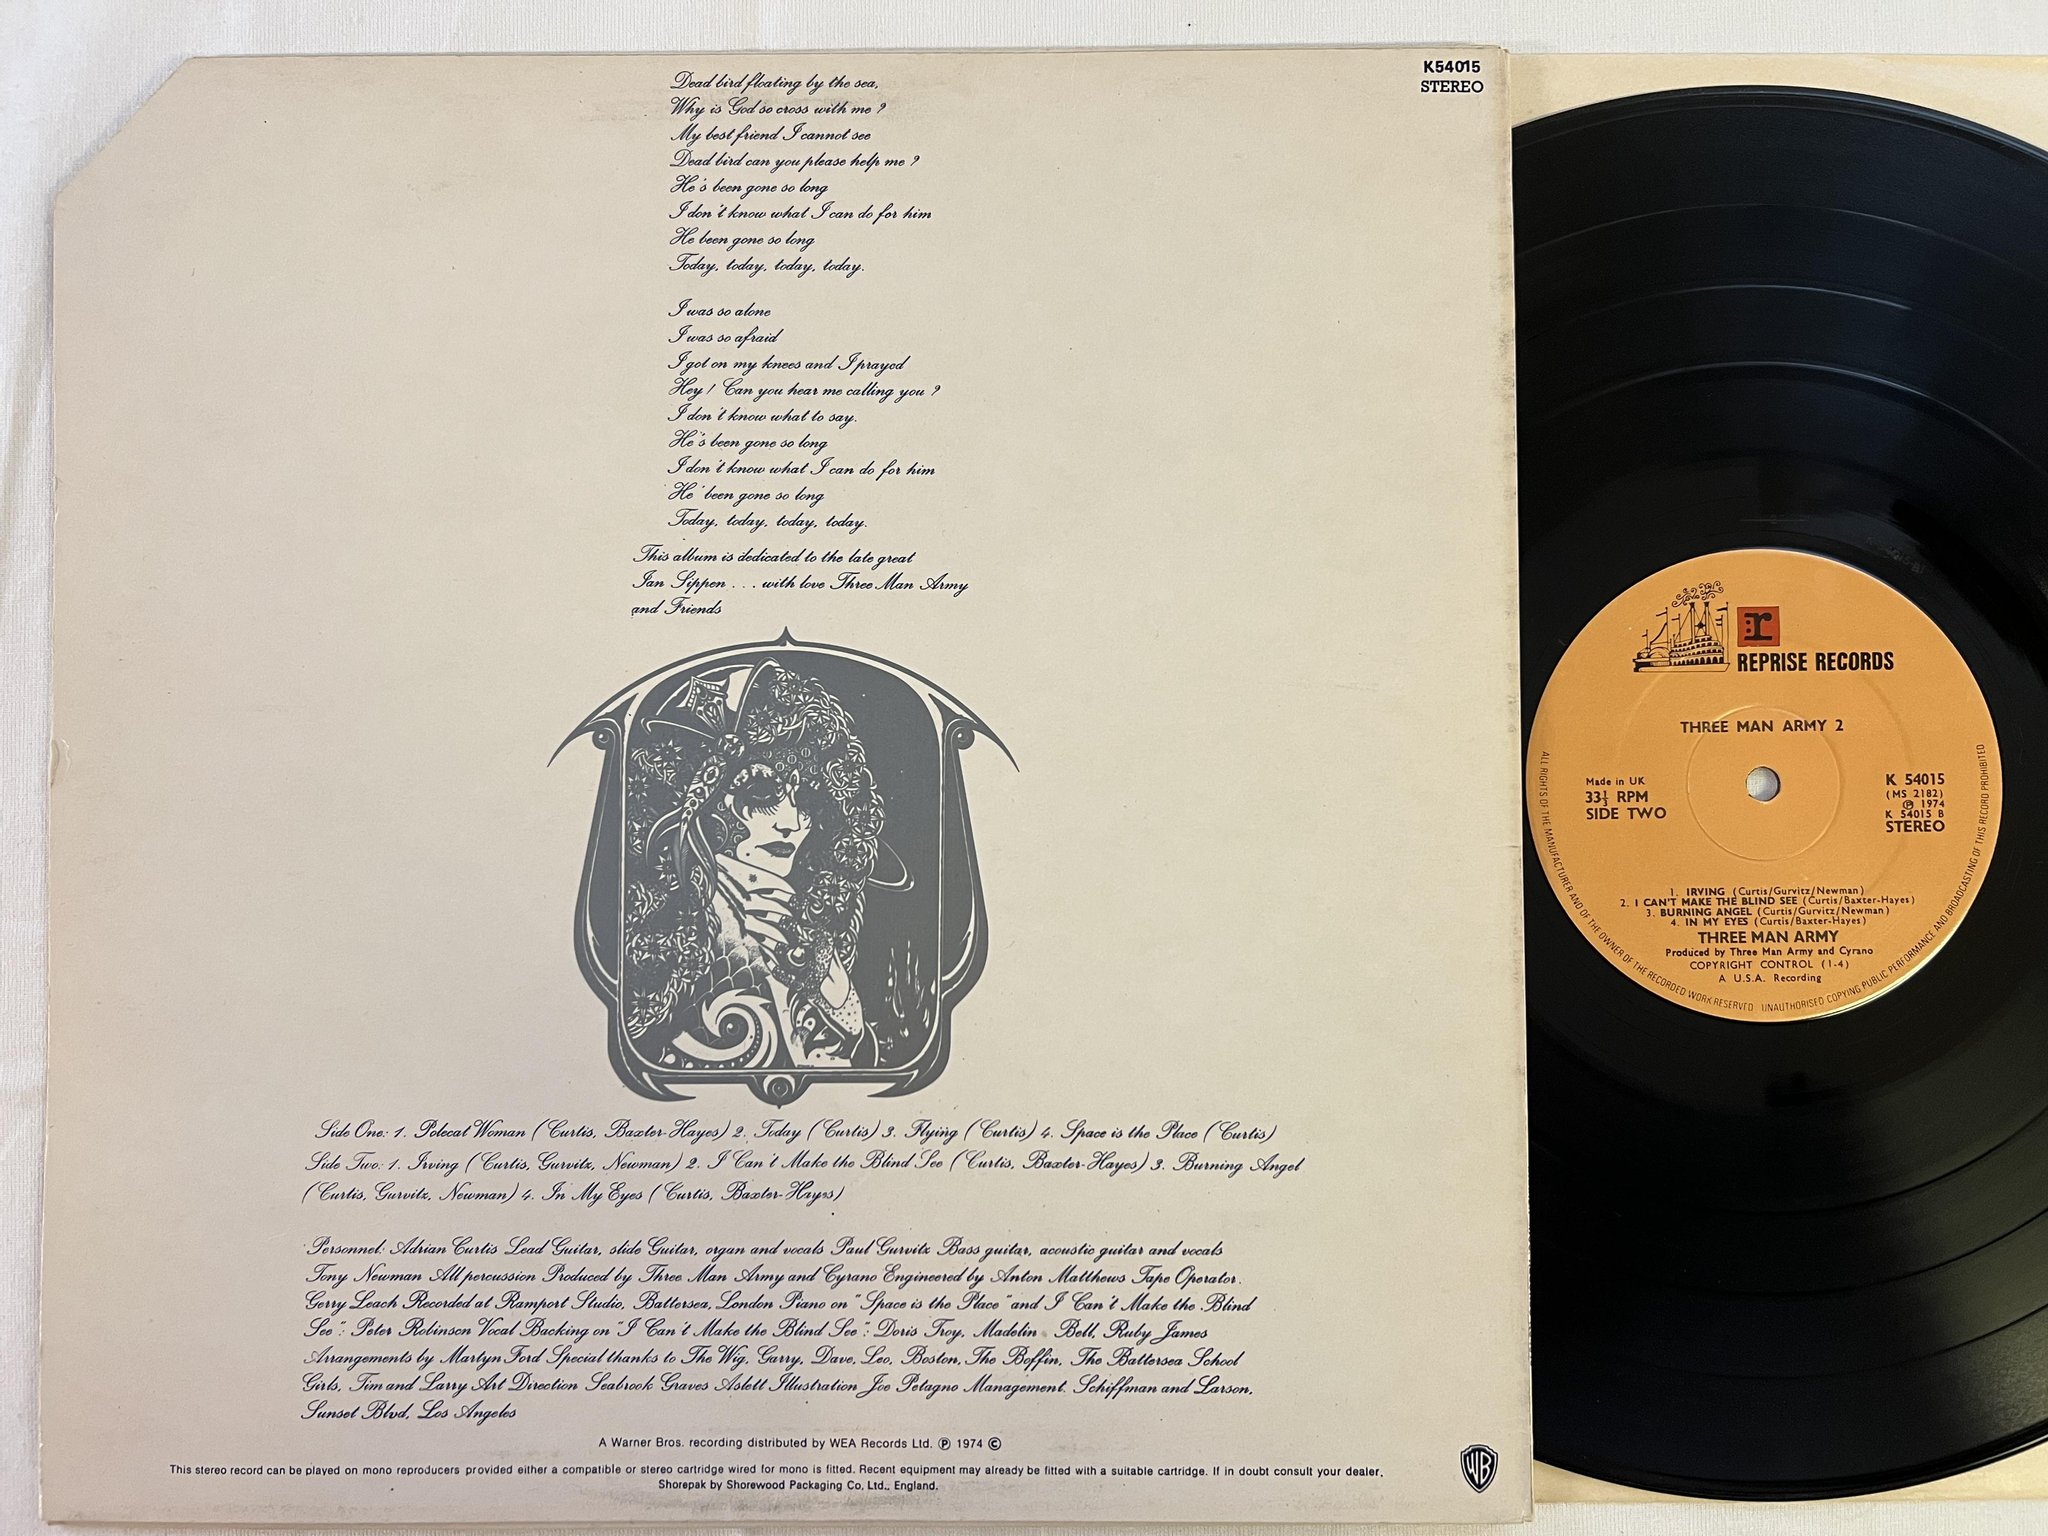 K54015
STEREO
Dead bird floating by the sea,
Why is God so cross with me ?
My best friend I cannot see
Dead bird can you please help me ?
He's been gone so long
I don't know what I can do for him
He been gone so long
Today, today, today, today.
I was so alone
I was so afraid
I got on my knees and I prayed
Hey ! Can you hear me calling you ?
I don't know what to say.
He's been gone so long
I don't know what I can do for him
He' been gone so long
Today, today, today, today.
This album is dedicated to the late great
Ian Sippen . . . with love Three Man Army
and Friends
Side One: 1. Polecat Woman (Curtis, Baxter-Hayes) 2. Today (Curtis) 3. Flying (Curtis) 4. Space is the Place (Curtis)
Side Two: 1. Irving (Curtis, Gurvitz, Newman) 2. I Can't Make the Blind See (Curtis, Baxter-Hayes) 3. Burning Angel
(Curtis, Gurvitz, Newman) 4. In My Eyes (Curtis, Baxter-Hayes)
Personnel: Adrian Curtis Lead Guitar, slide Guitar, organ and vocals Paul Gurvitz Bass guitar, acoustic guitar and vocals
Tony Newman All percussion Produced by Three Man Army and Cyrano Engineered by Anton Matthews Tape Operator.
Gerry Leach Recorded at Ramport Studio, Battersea, London Piano on "Space is the Place" and I Can't Make the Blind
See": Peter Robinson Vocal Backing on "I Can't Make the Blind See": Doris Troy, Madelin Bell, Ruby James
Arrangements by Martyn Ford Special thanks to The Wig, Garry, Dave, Leo, Boston, The Boffin, The Battersea School
Girls, Tim and Larry Art Direction Seabrook Graves Aslett Illustration Joe Petagno Management. Schiffman and Larson,
Sunset Blvd, Los Angeles
A Warner Bros. recording distributed by WEA Records Ltd. ℗ 1974 ©
This stereo record can be played on mono reproducers provided either a compatible or stereo cartridge wired for mono is fitted. Recent equipment may already be fitted with a suitable cartridge. If in doubt consult your dealer.
Shorepak by Shorewood Packaging Co. Ltd., England.
WB
r
REPRISE RECORDS
THREE MAN ARMY 2
Made in UK
33⅓ RPM
SIDE TWO
K 54015
(MS 2182)
℗ 1974
K 54015 B
STEREO
1. IRVING (Curtis/Gurvitz/Newman)
2. I CAN'T MAKE THE BLIND SEE (Curtis/Baxter-Hayes)
3. BURNING ANGEL (Curtis/Gurvitz/Newman)
4. IN MY EYES (Curtis/Baxter-Hayes)
THREE MAN ARMY
Produced by Three Man Army and Cyrano
COPYRIGHT CONTROL (1-4)
A U.S.A. Recording
ALL RIGHTS OF THE MANUFACTURER AND OF THE OWNER OF THE RECORDED WORK RESERVED UNAUTHORISED COPYING PUBLIC PERFORMANCE AND BROADCASTING OF THIS RECORD PROHIBITED